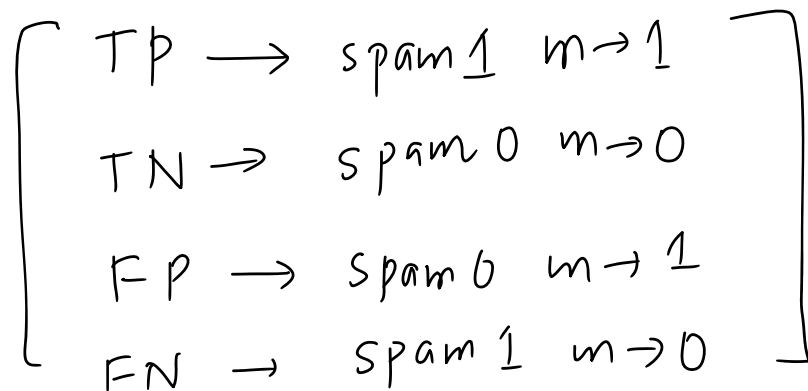 TP → spam 1 m→1
TN → spam 0 m→0
FP → spam 0 m→1
FN → spam 1 m→0